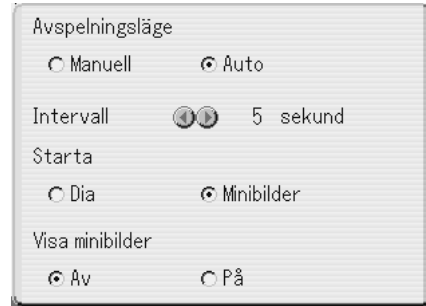 Avspelningsläge
Manuell Auto
Intervall 5 sekund
Starta
Dia Minibilder
Visa minibilder
Av På